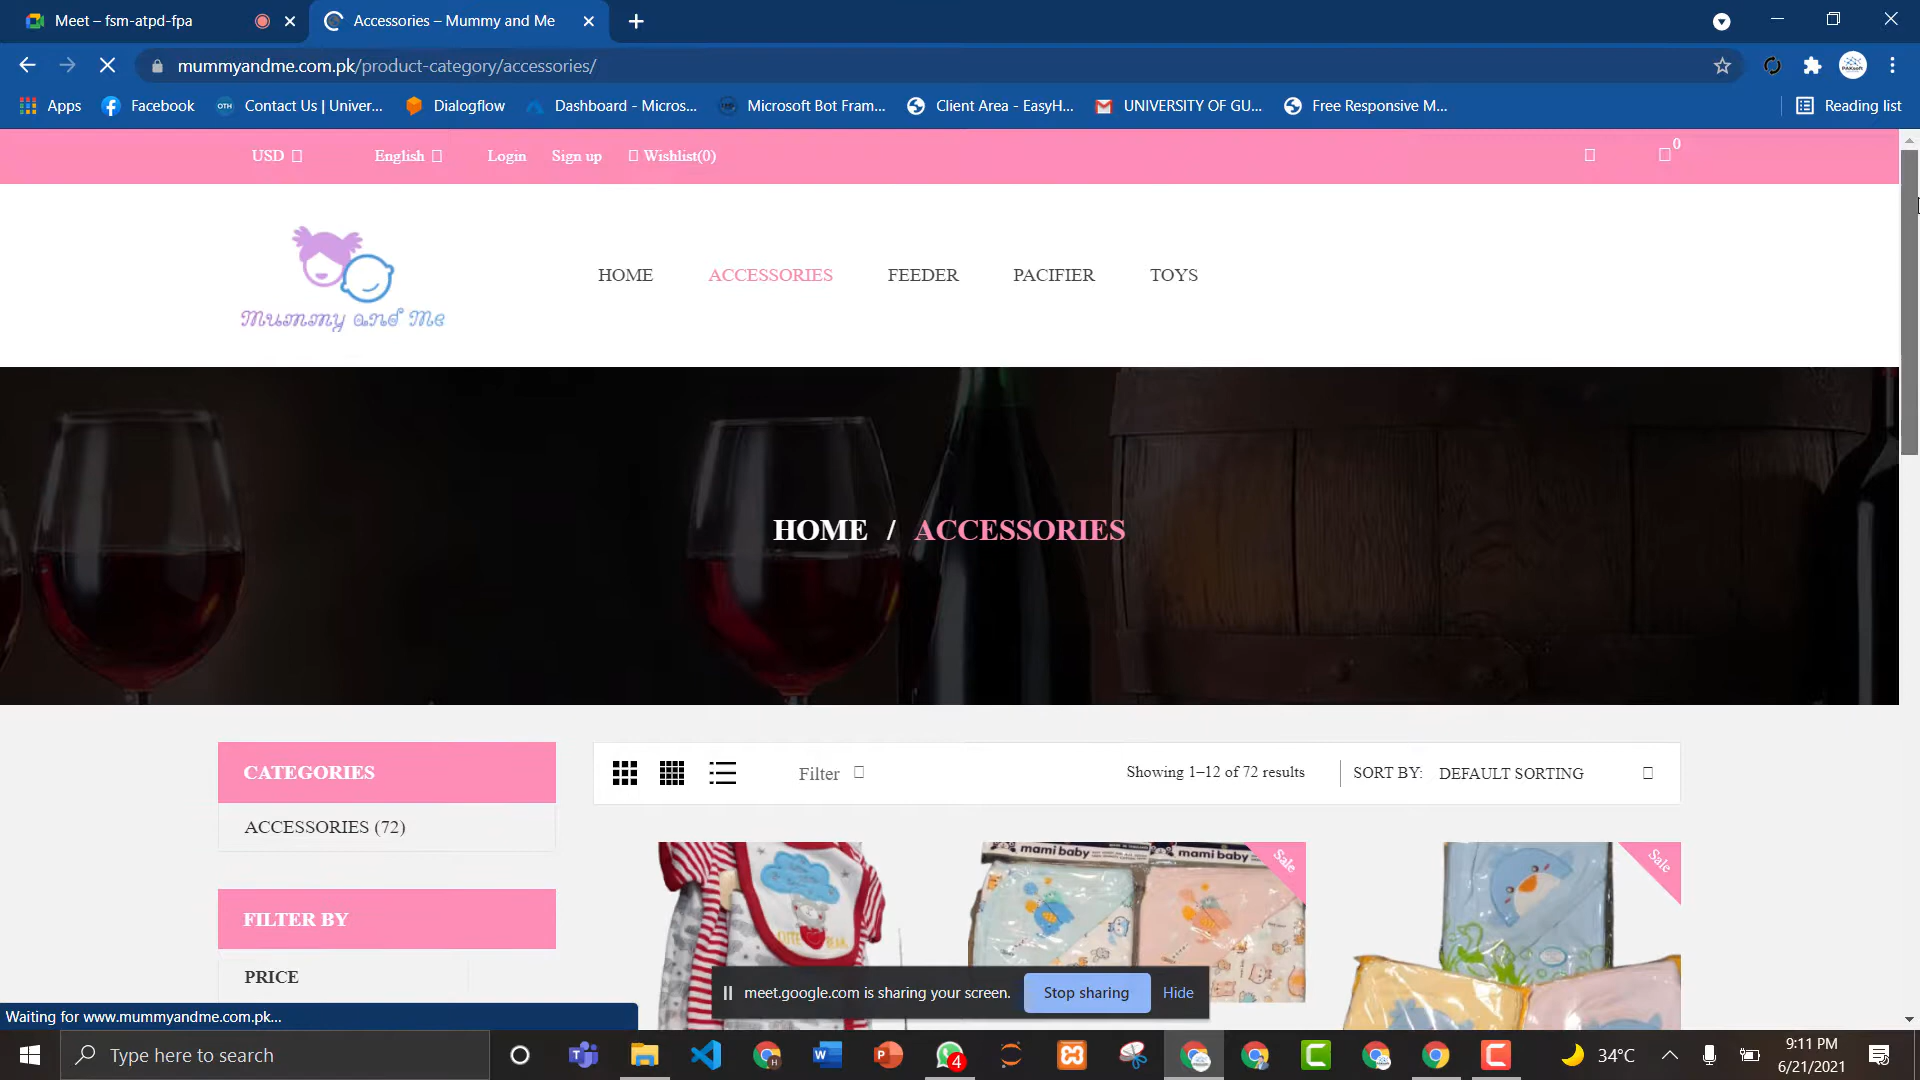 Meet – fsm-atpd-fpa
Accessories – Mummy and Me
mummyandme.com.pk/product-category/accessories/
Apps
Facebook
Contact Us | Univer...
Dialogflow
Dashboard - Micros...
Microsoft Bot Fram...
Client Area - EasyH...
UNIVERSITY OF GU...
Free Responsive M...
Reading list
USD
English
Login
Sign up
Wishlist(0)
0
Mummy and Me
HOME
ACCESSORIES
FEEDER
PACIFIER
TOYS
HOME / ACCESSORIES
CATEGORIES
ACCESSORIES (72)
FILTER BY
PRICE
Filter
Showing 1–12 of 72 results
SORT BY: DEFAULT SORTING
mami baby
mami baby
Sale
Sale
meet.google.com is sharing your screen.
Stop sharing
Hide
Waiting for www.mummyandme.com.pk...
Type here to search
4
34°C
9:11 PM
6/21/2021